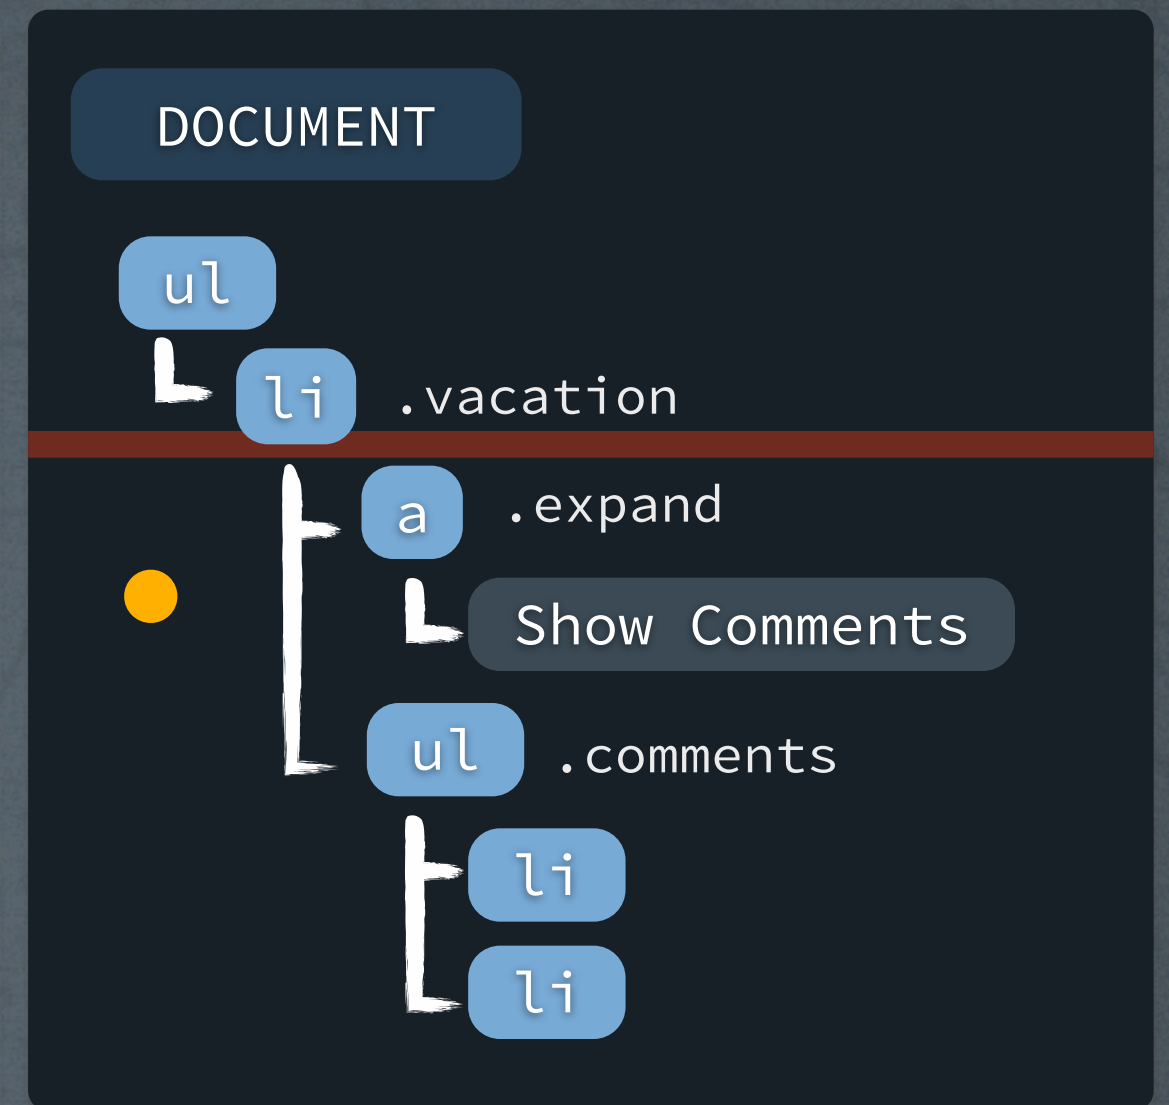 DOCUMENT
ul
li .vacation
a .expand
Show Comments
ul .comments
li
li